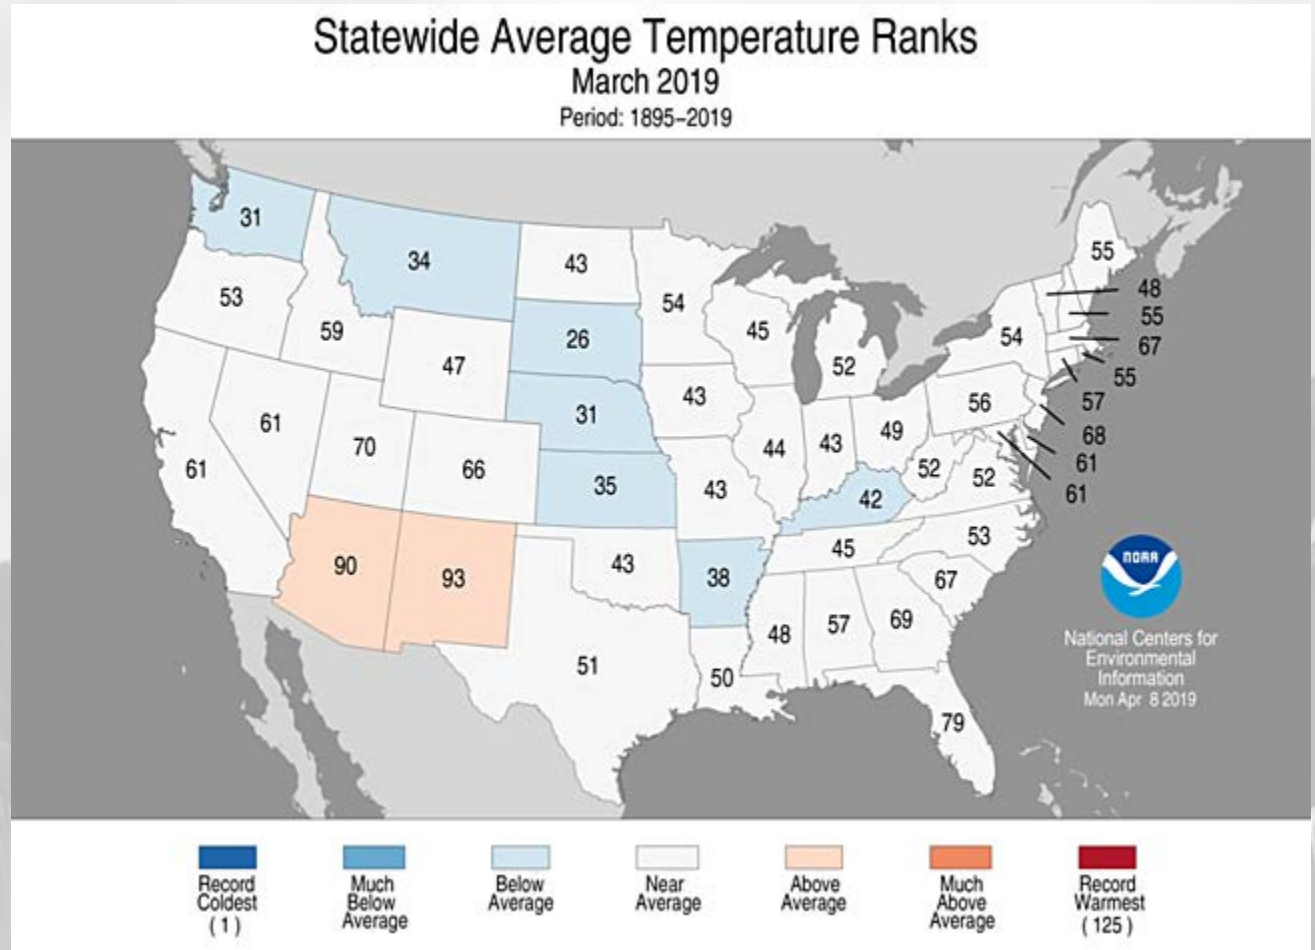 Statewide Average Temperature Ranks
March 2019
Period: 1895–2019
31
34
43
53
59
47
26
54
45
52
55
48
55
67
55
57
68
61
61
54
56
43
31
61
61
70
66
35
43
44
43
49
52
52
42
90
93
43
38
45
53
67
51
50
48
57
69
79
NOAA
National Centers for
Environmental
Information
Mon Apr 8 2019
Record
Coldest
( 1 )
Much
Below
Average
Below
Average
Near
Average
Above
Average
Much
Above
Average
Record
Warmest
( 125 )